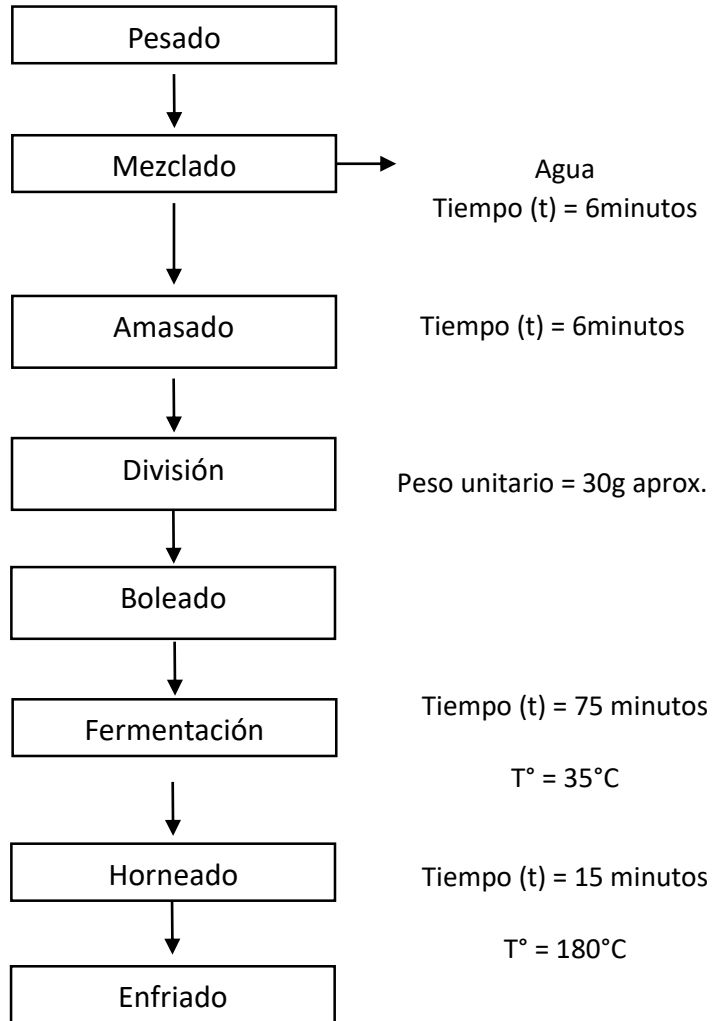 Pesado
Mezclado
Agua
Tiempo (t) = 6minutos
Amasado
Tiempo (t) = 6minutos
División
Peso unitario = 30g aprox.
Boleado
Fermentación
Tiempo (t) = 75 minutos
T° = 35°C
Horneado
Tiempo (t) = 15 minutos
T° = 180°C
Enfriado